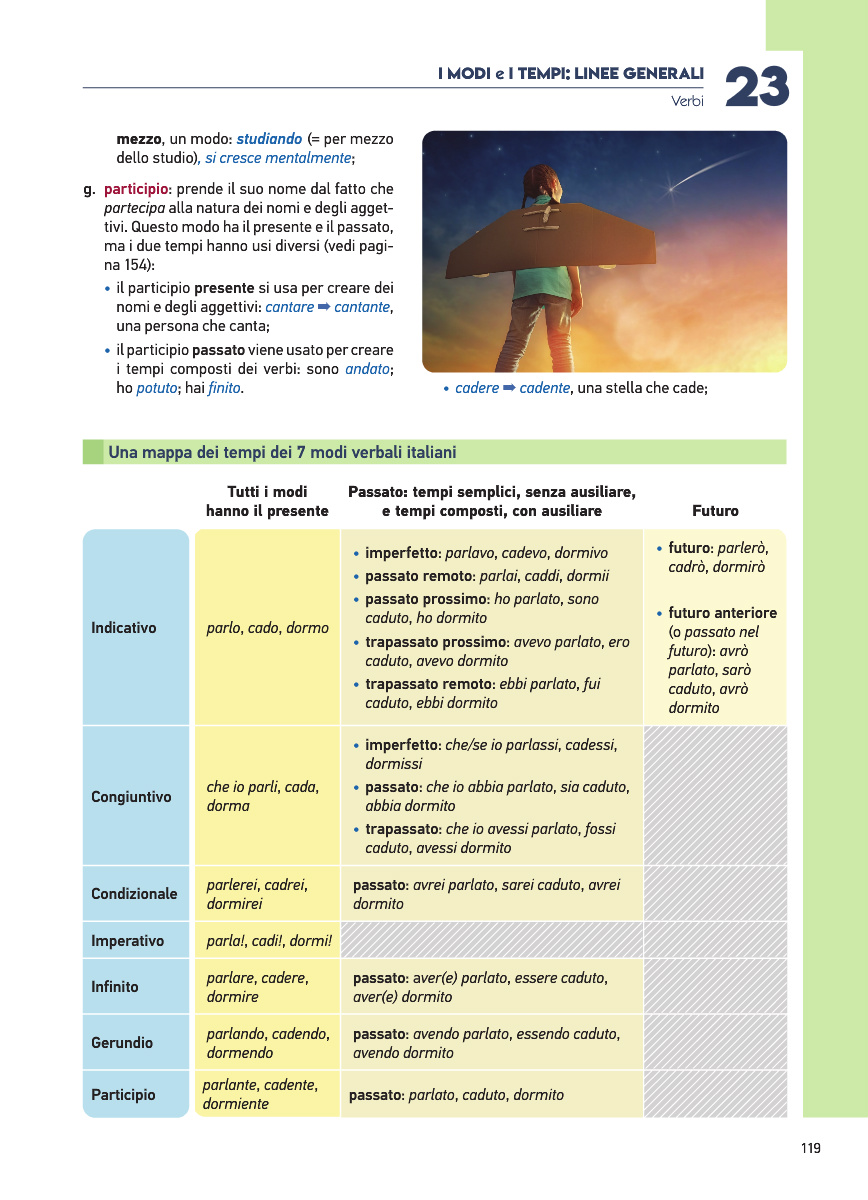 I MODI e I TEMPI: LINEE GENERALI
Verbi
23
mezzo, un modo: studiando (= per mezzo
dello studio), si cresce mentalmente;
g. participio: prende il suo nome dal fatto che
partecipa alla natura dei nomi e degli agget-
tivi. Questo modo ha il presente e il passato,
ma i due tempi hanno usi diversi (vedi pagi-
na 154):
• il participio presente si usa per creare dei
nomi e degli aggettivi: cantare ➡ cantante,
una persona che canta;
• il participio passato viene usato per creare
i tempi composti dei verbi: sono andato;
ho potuto; hai finito.
• cadere ➡ cadente, una stella che cade;
Una mappa dei tempi dei 7 modi verbali italiani
Tutti i modi
hanno il presente
Passato: tempi semplici, senza ausiliare,
e tempi composti, con ausiliare
Futuro
Indicativo
parlo, cado, dormo
• imperfetto: parlavo, cadevo, dormivo
• passato remoto: parlai, caddi, dormii
• passato prossimo: ho parlato, sono
caduto, ho dormito
• trapassato prossimo: avevo parlato, ero
caduto, avevo dormito
• trapassato remoto: ebbi parlato, fui
caduto, ebbi dormito
• futuro: parlerò,
cadrò, dormirò
• futuro anteriore
(o passato nel
futuro): avrò
parlato, sarò
caduto, avrò
dormito
Congiuntivo
che io parli, cada,
dorma
• imperfetto: che/se io parlassi, cadessi,
dormissi
• passato: che io abbia parlato, sia caduto,
abbia dormito
• trapassato: che io avessi parlato, fossi
caduto, avessi dormito
Condizionale
parlerei, cadrei,
dormirei
passato: avrei parlato, sarei caduto, avrei
dormito
Imperativo
parla!, cadi!, dormi!
Infinito
parlare, cadere,
dormire
passato: aver(e) parlato, essere caduto,
aver(e) dormito
Gerundio
parlando, cadendo,
dormendo
passato: avendo parlato, essendo caduto,
avendo dormito
Participio
parlante, cadente,
dormiente
passato: parlato, caduto, dormito
119